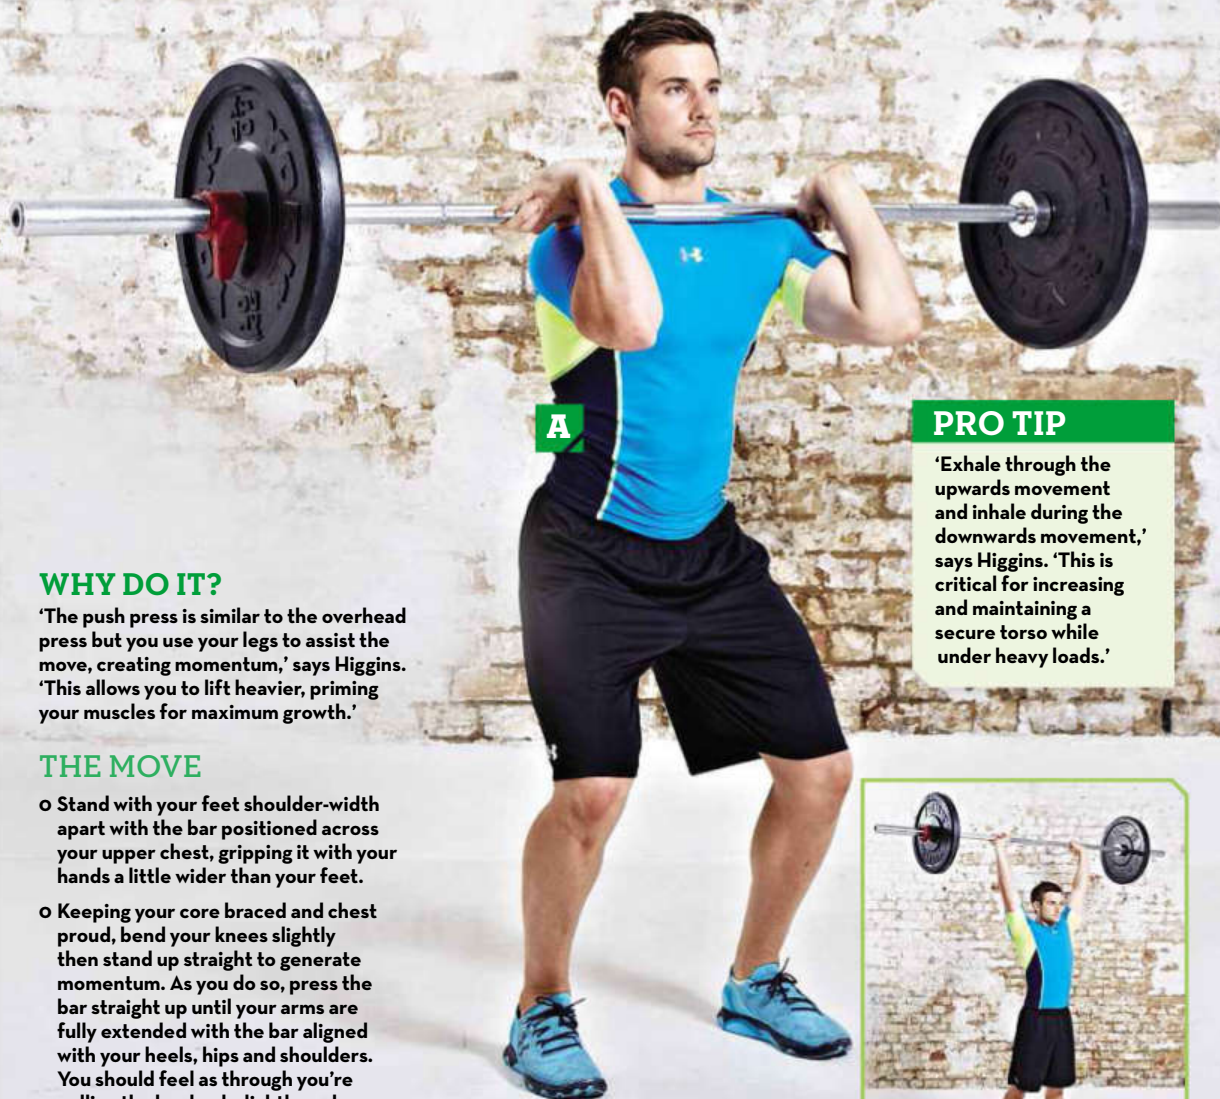 A
PRO TIP
‘Exhale through the
upwards movement
and inhale during the
downwards movement,’
says Higgins. ‘This is
critical for increasing
and maintaining a
secure torso while
under heavy loads.’
WHY DO IT?
‘The push press is similar to the overhead
press but you use your legs to assist the
move, creating momentum,’ says Higgins.
‘This allows you to lift heavier, priming
your muscles for maximum growth.’
THE MOVE
o Stand with your feet shoulder-width
apart with the bar positioned across
your upper chest, gripping it with your
hands a little wider than your feet.
o Keeping your core braced and chest
proud, bend your knees slightly
then stand up straight to generate
momentum. As you do so, press the
bar straight up until your arms are
fully extended with the bar aligned
with your heels, hips and shoulders.
You should feel as through you’re